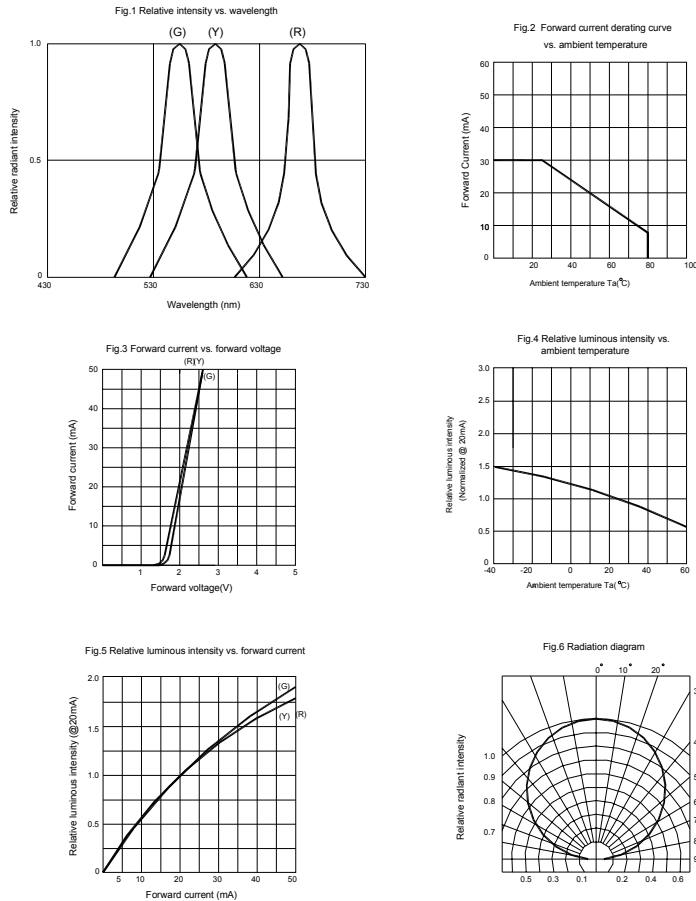 Fig.1 Relative intensity vs. wavelength
(G)
(Y)
(R)
1.0
0.5
0
Relative radiant intensity
430
530
630
730
Wavelength (nm)
Fig.2 Forward current derating curve
vs. ambient temperature
60
50
40
30
20
10
0
Forward Current (mA)
20
40
60
80
100
Ambient temperature Ta(°C)
Fig.3 Forward current vs. forward voltage
(R)(Y)
(G)
50
40
30
20
10
0
Forward current (mA)
1
2
3
4
5
Forward voltage(V)
Fig.4 Relative luminous intensity vs.
ambient temperature
3.0
2.5
2.0
1.5
1.0
0.5
0
Relative luminous intensity
(Normalized @ 20mA)
-40
-20
0
20
40
60
Ambient temperature Ta(°C)
Fig.5 Relative luminous intensity vs. forward current
2.0
1.5
1.0
0.5
0
Relative luminous intensity (@20mA)
(G)
(Y)
(R)
5
10
20
30
40
50
Forward current (mA)
Fig.6 Radiation diagram
0°
10°
20°
1.0
0.9
0.8
0.7
Relative radiant intensity
0.5
0.3
0.1
0.2
0.4
0.6